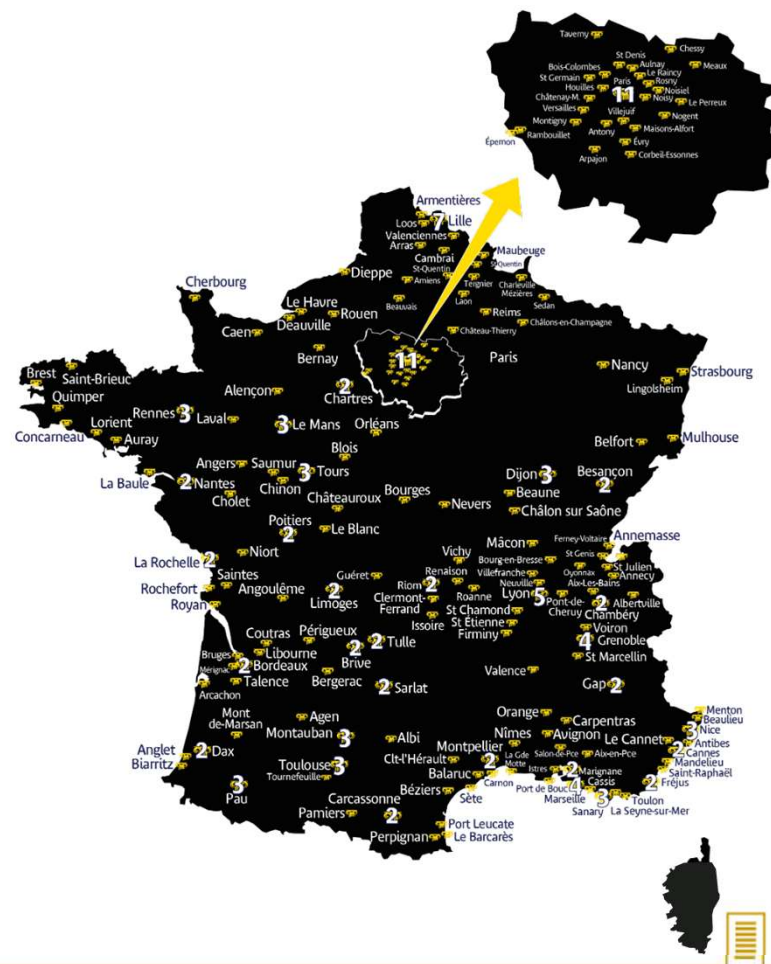 Taverny
Chessy
St Denis
Bois-Colombes
Aulnay
Meaux
St Germain
Paris
Le Raincy
Houilles
Rosny
Noisiel
Châtenay-M.
11
Noisy
Le Perreux
Versailles
Villejuif
Nogent
Montigny
Antony
Maisons-Alfort
Épernon
Rambouillet
Évry
Arpajon
Corbeil-Essonnes
Armentières
Loos
7
Lille
Valenciennes
Arras
Cambrai
Maubeuge
St-Quentin
St-Quentin
Dieppe
Amiens
Tergnier
Charleville
Mézières
Cherbourg
Beauvais
Laon
Sedan
Le Havre
Rouen
Reims
Deauville
Châlons-en-Champagne
Caen
Château-Thierry
Bernay
11
Paris
Nancy
Strasbourg
Brest
Saint-Brieuc
Lingolsheim
Quimper
Alençon
2
Chartres
Rennes
3
Laval
3
Le Mans
Orléans
Concarneau
Lorient
Auray
Belfort
Mulhouse
Blois
Angers
Saumur
3
Tours
Dijon
3
Besançon
2
La Baule
2
Nantes
Chinon
Cholet
Châteauroux
Bourges
Nevers
Beaune
Châlon sur Saône
Poitiers
2
Le Blanc
Mâcon
Ferney-Voltaire
Annemasse
La Rochelle
2
Niort
Vichy
Bourg-en-Bresse
St Genis
St Julien
Renaison
Villefranche
Oyonnax
Annecy
Rochefort
Saintes
Guéret
Riom
2
Neuville
Aix-Les-Bains
Angoulême
2
Limoges
Clermont-
Ferrand
Roanne
Lyon
5
Pont-de-
Cheruy
2
Chambéry
Albertville
Royan
Issoire
St Chamond
St Étienne
Voiron
Firminy
4
Grenoble
Coutras
Périgueux
2
Tulle
Bruges
Libourne
2
Brive
St Marcellin
Mérignac
2
Bordeaux
Talence
Bergerac
2
Sarlat
Valence
Gap
2
Arcachon
Mont
de-Marsan
Agen
Orange
Carpentras
Menton
Beaulieu
3
Nice
Montauban
3
Albi
Nîmes
Avignon
Le Cannet
Antibes
Anglet
2
Dax
Montpellier
2
2
Cannes
Biarritz
Clt-l'Hérault
La Gde
Motte
Salon-de-Pce
Aix-en-Pce
Mandelieu
Toulouse
3
Tournefeuille
Balaruc
Carnon
Istres
2
Marignane
Saint-Raphaël
3
Pau
Béziers
Sète
Port de Bouc
4
Marseille
Cassis
2
Fréjus
Carcassonne
3
Sanary
Toulon
La Seyne-sur-Mer
Pamiers
2
Port Leucate
Perpignan
Le Barcarès